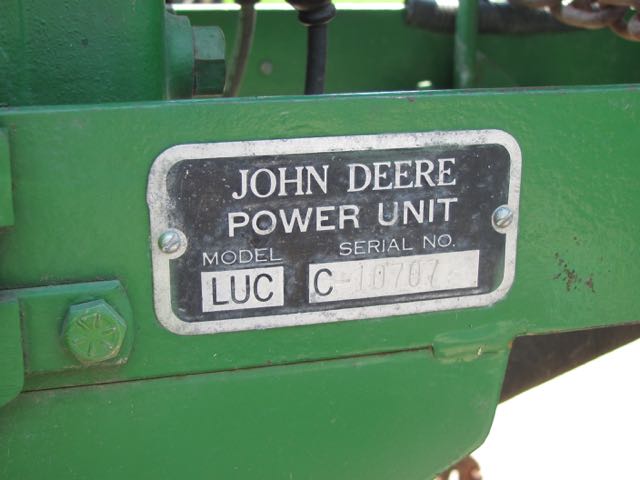 JOHN DEERE
POWER UNIT
MODEL SERIAL NO.
LUC C-10707